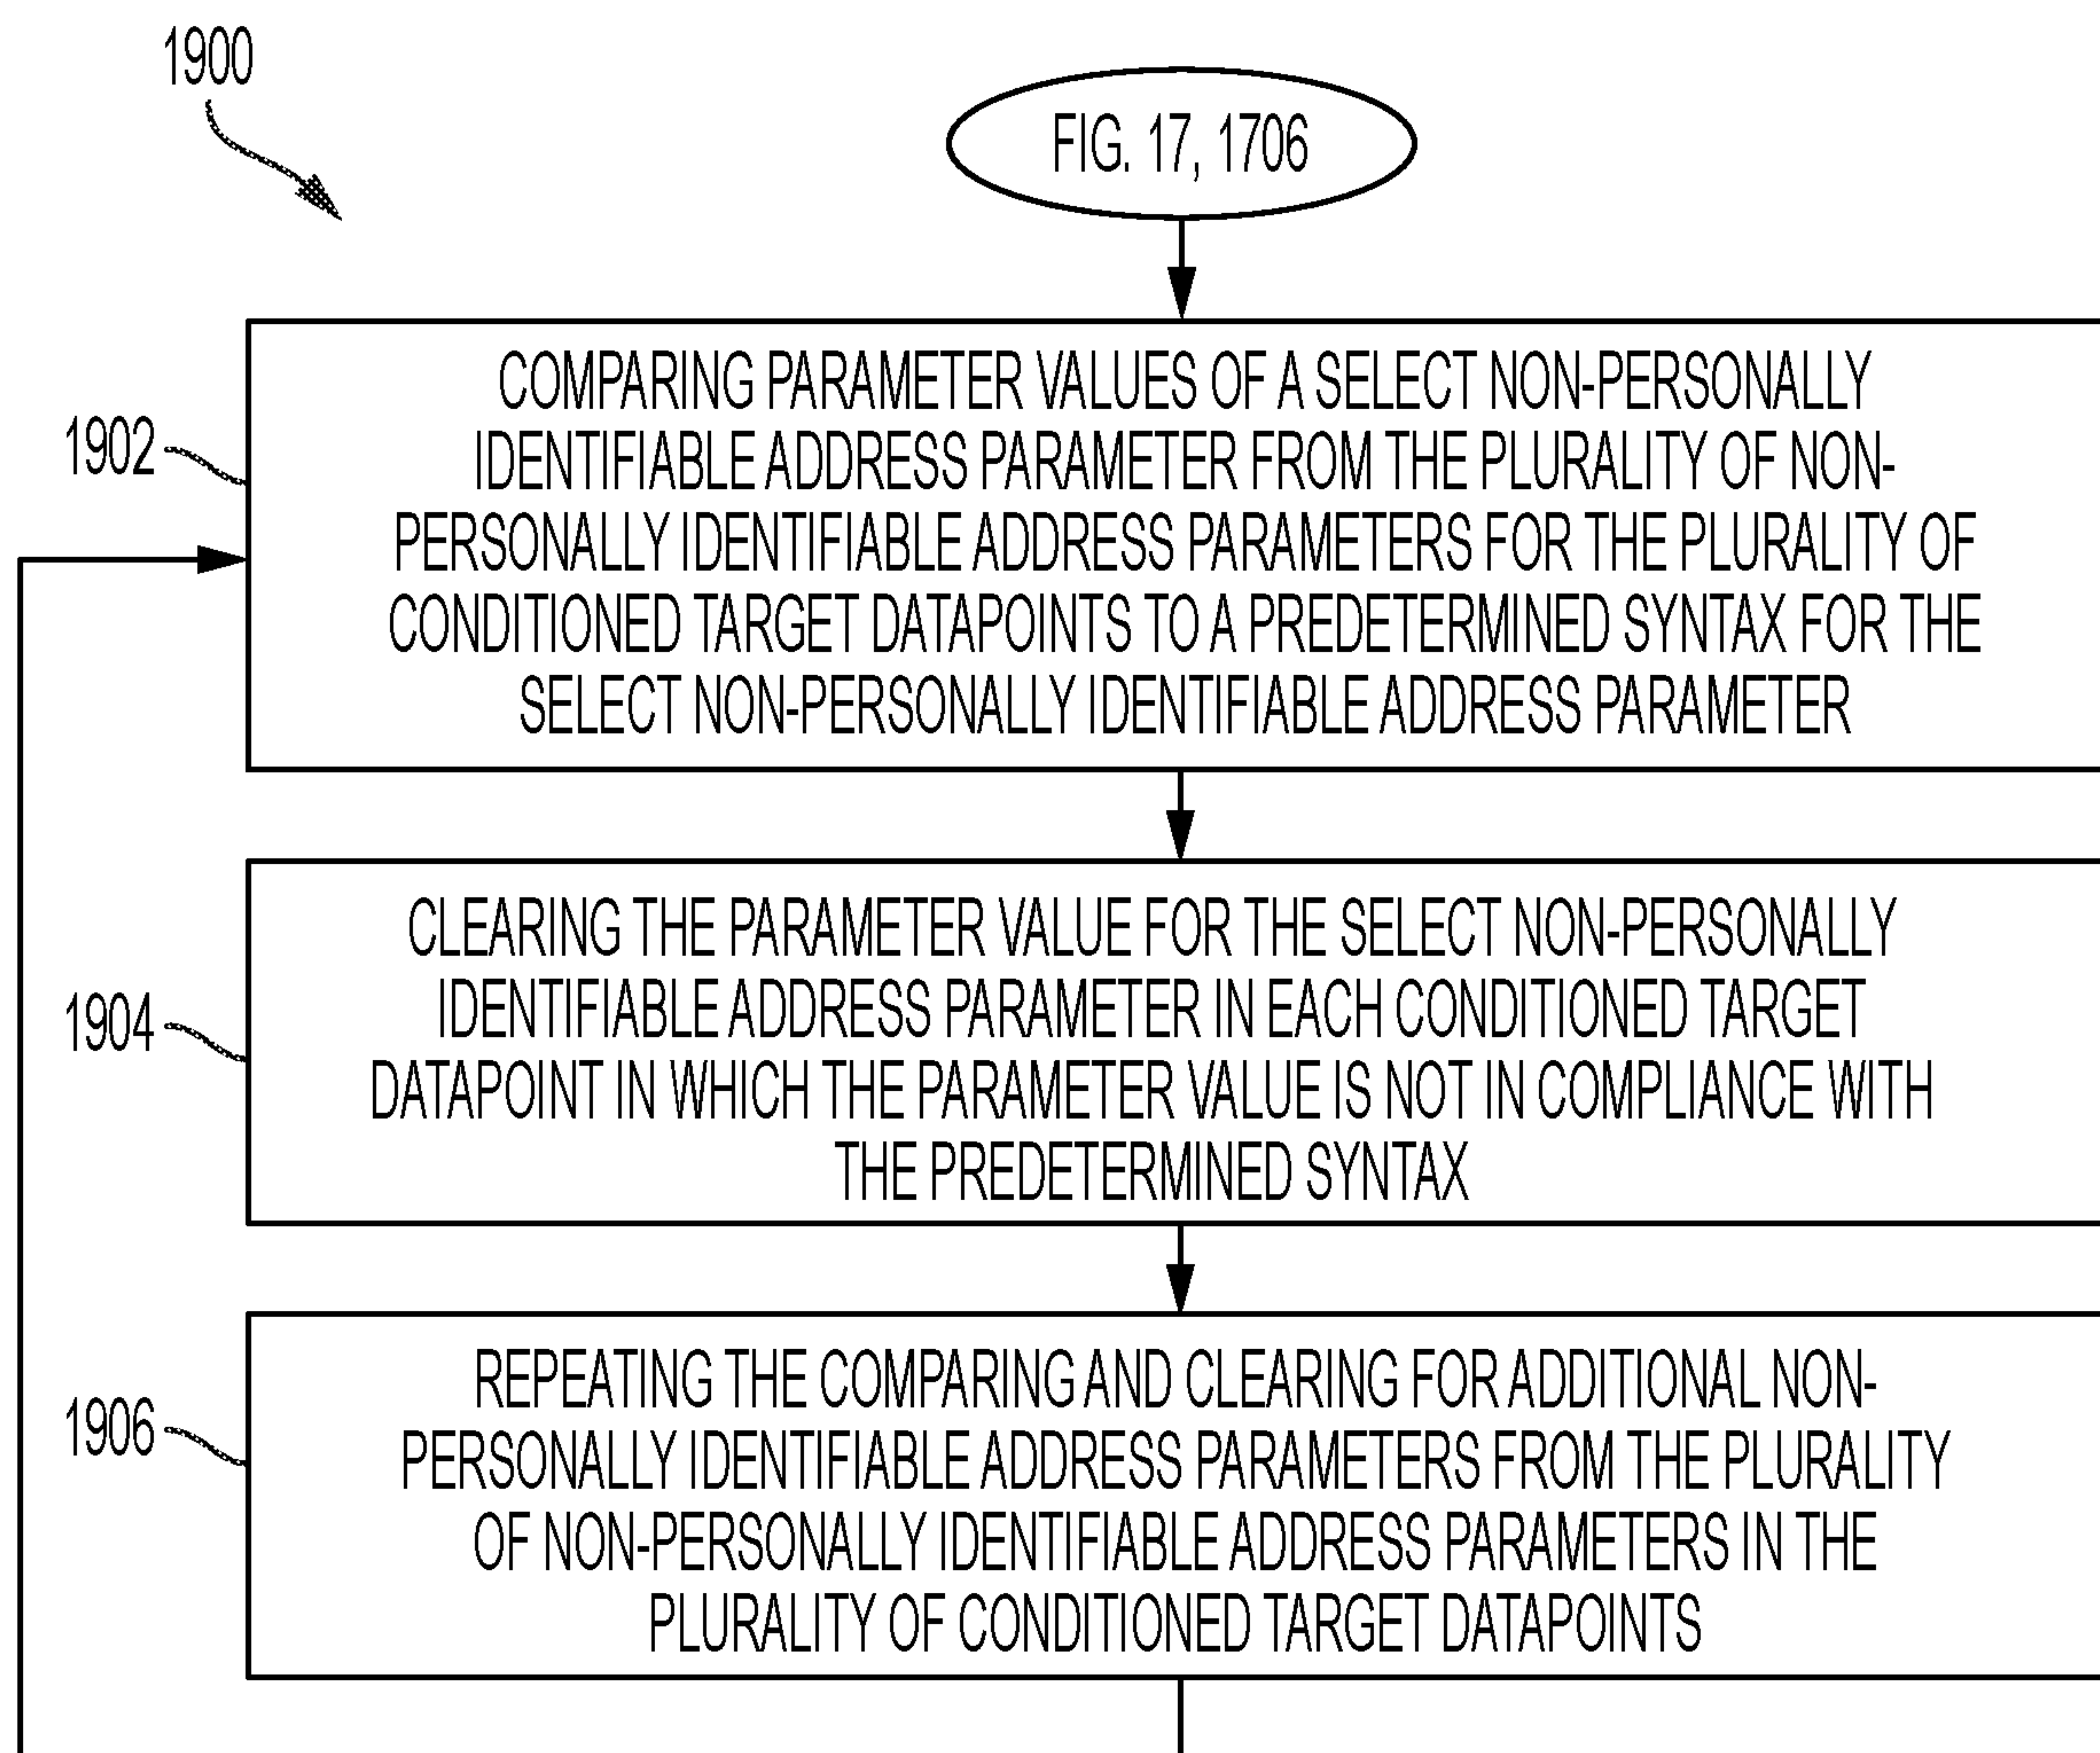 1900
FIG. 17, 1706
1902
COMPARING PARAMETER VALUES OF A SELECT NON-PERSONALLY
IDENTIFIABLE ADDRESS PARAMETER FROM THE PLURALITY OF NON-
PERSONALLY IDENTIFIABLE ADDRESS PARAMETERS FOR THE PLURALITY OF
CONDITIONED TARGET DATAPOINTS TO A PREDETERMINED SYNTAX FOR THE
SELECT NON-PERSONALLY IDENTIFIABLE ADDRESS PARAMETER
1904
CLEARING THE PARAMETER VALUE FOR THE SELECT NON-PERSONALLY
IDENTIFIABLE ADDRESS PARAMETER IN EACH CONDITIONED TARGET
DATAPOINT IN WHICH THE PARAMETER VALUE IS NOT IN COMPLIANCE WITH
THE PREDETERMINED SYNTAX
1906
REPEATING THE COMPARING AND CLEARING FOR ADDITIONAL NON-
PERSONALLY IDENTIFIABLE ADDRESS PARAMETERS FROM THE PLURALITY
OF NON-PERSONALLY IDENTIFIABLE ADDRESS PARAMETERS IN THE
PLURALITY OF CONDITIONED TARGET DATAPOINTS